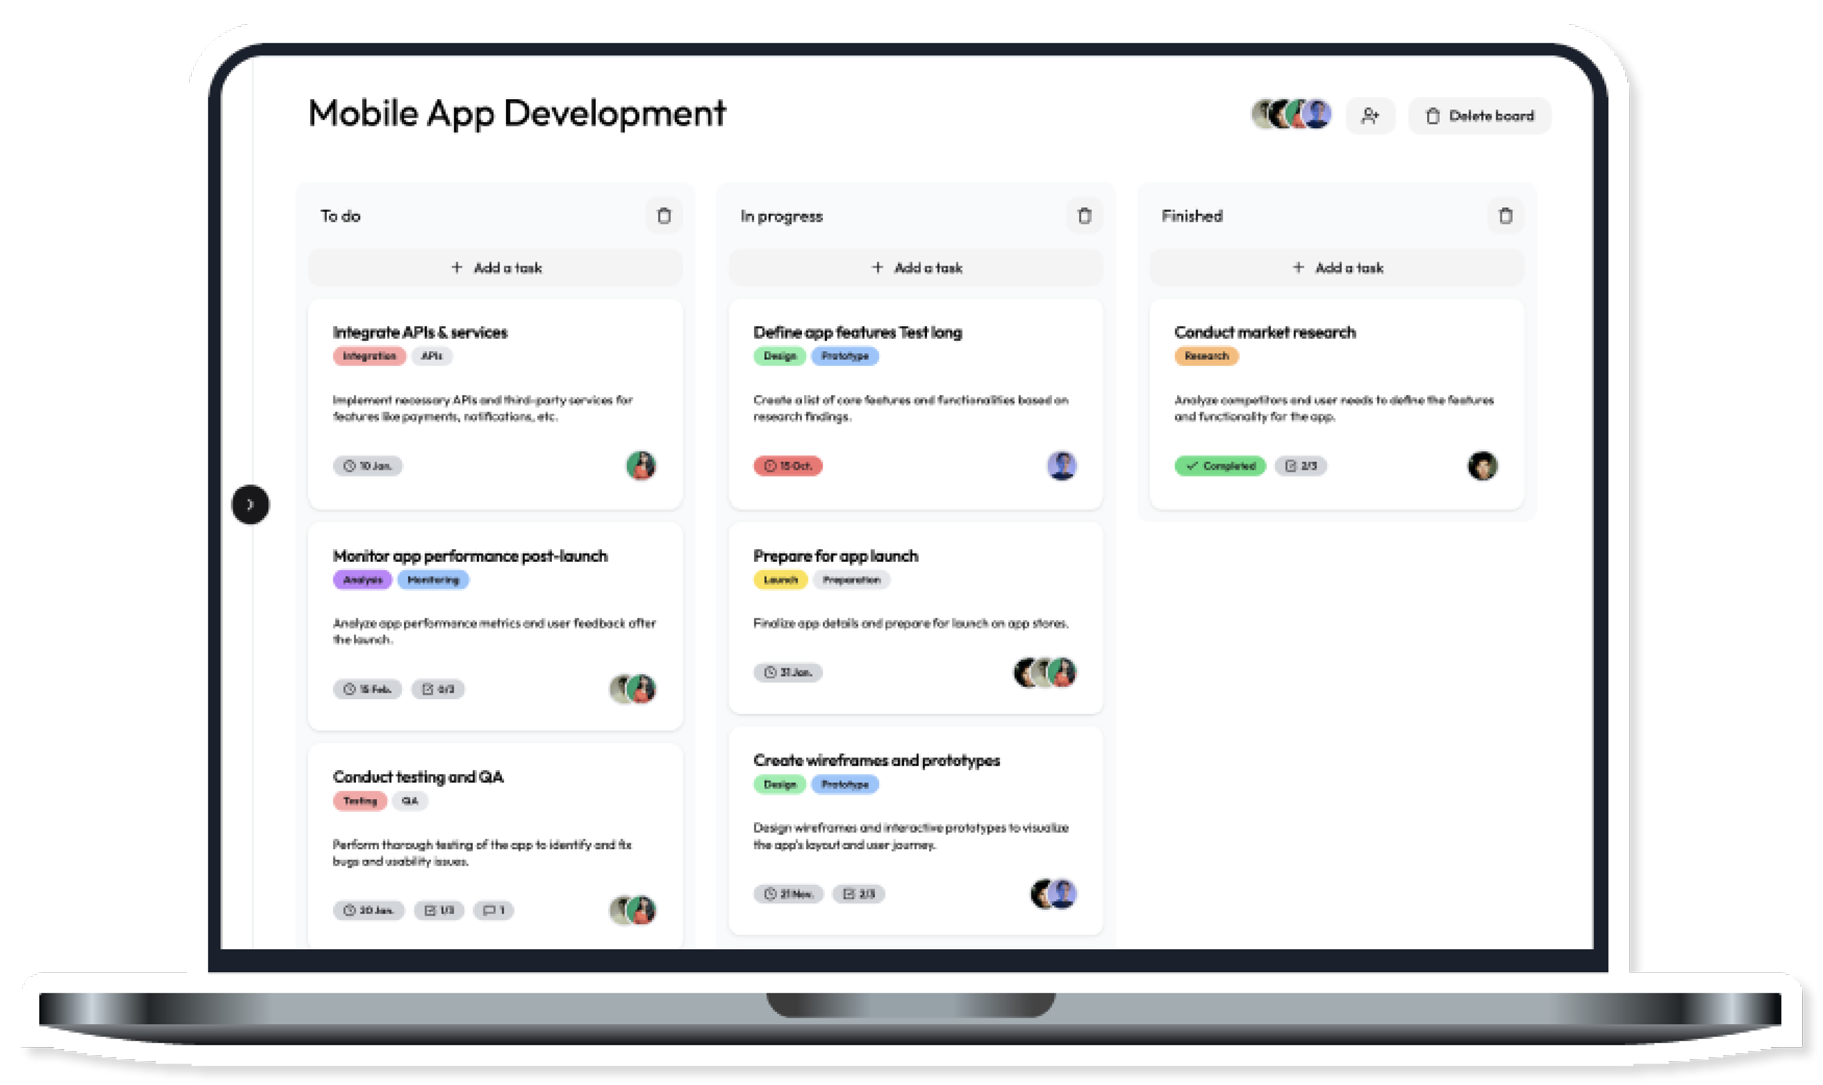 Mobile App Development
Delete board
To do
+ Add a task
Integrate APIs & services
Integration APIs
Implement necessary APIs and third-party services for
features like payments, notifications, etc.
10 Jan.
Monitor app performance post-launch
Analysis Monitoring
Analyze app performance metrics and user feedback after
the launch.
15 Feb. 0/3
Conduct testing and QA
Testing QA
Perform thorough testing of the app to identify and fix
bugs and usability issues.
20 Jan. 1/3 1
In progress
+ Add a task
Define app features Test long
Design Prototype
Create a list of core features and functionalities based on
research findings.
15 Oct.
Prepare for app launch
Launch Preparation
Finalize app details and prepare for launch on app stores.
31 Jan.
Create wireframes and prototypes
Design Prototype
Design wireframes and interactive prototypes to visualize
the app's layout and user journey.
21 Nov. 2/3
Finished
+ Add a task
Conduct market research
Research
Analyze competitors and user needs to define the features
and functionality for the app.
Completed 2/3